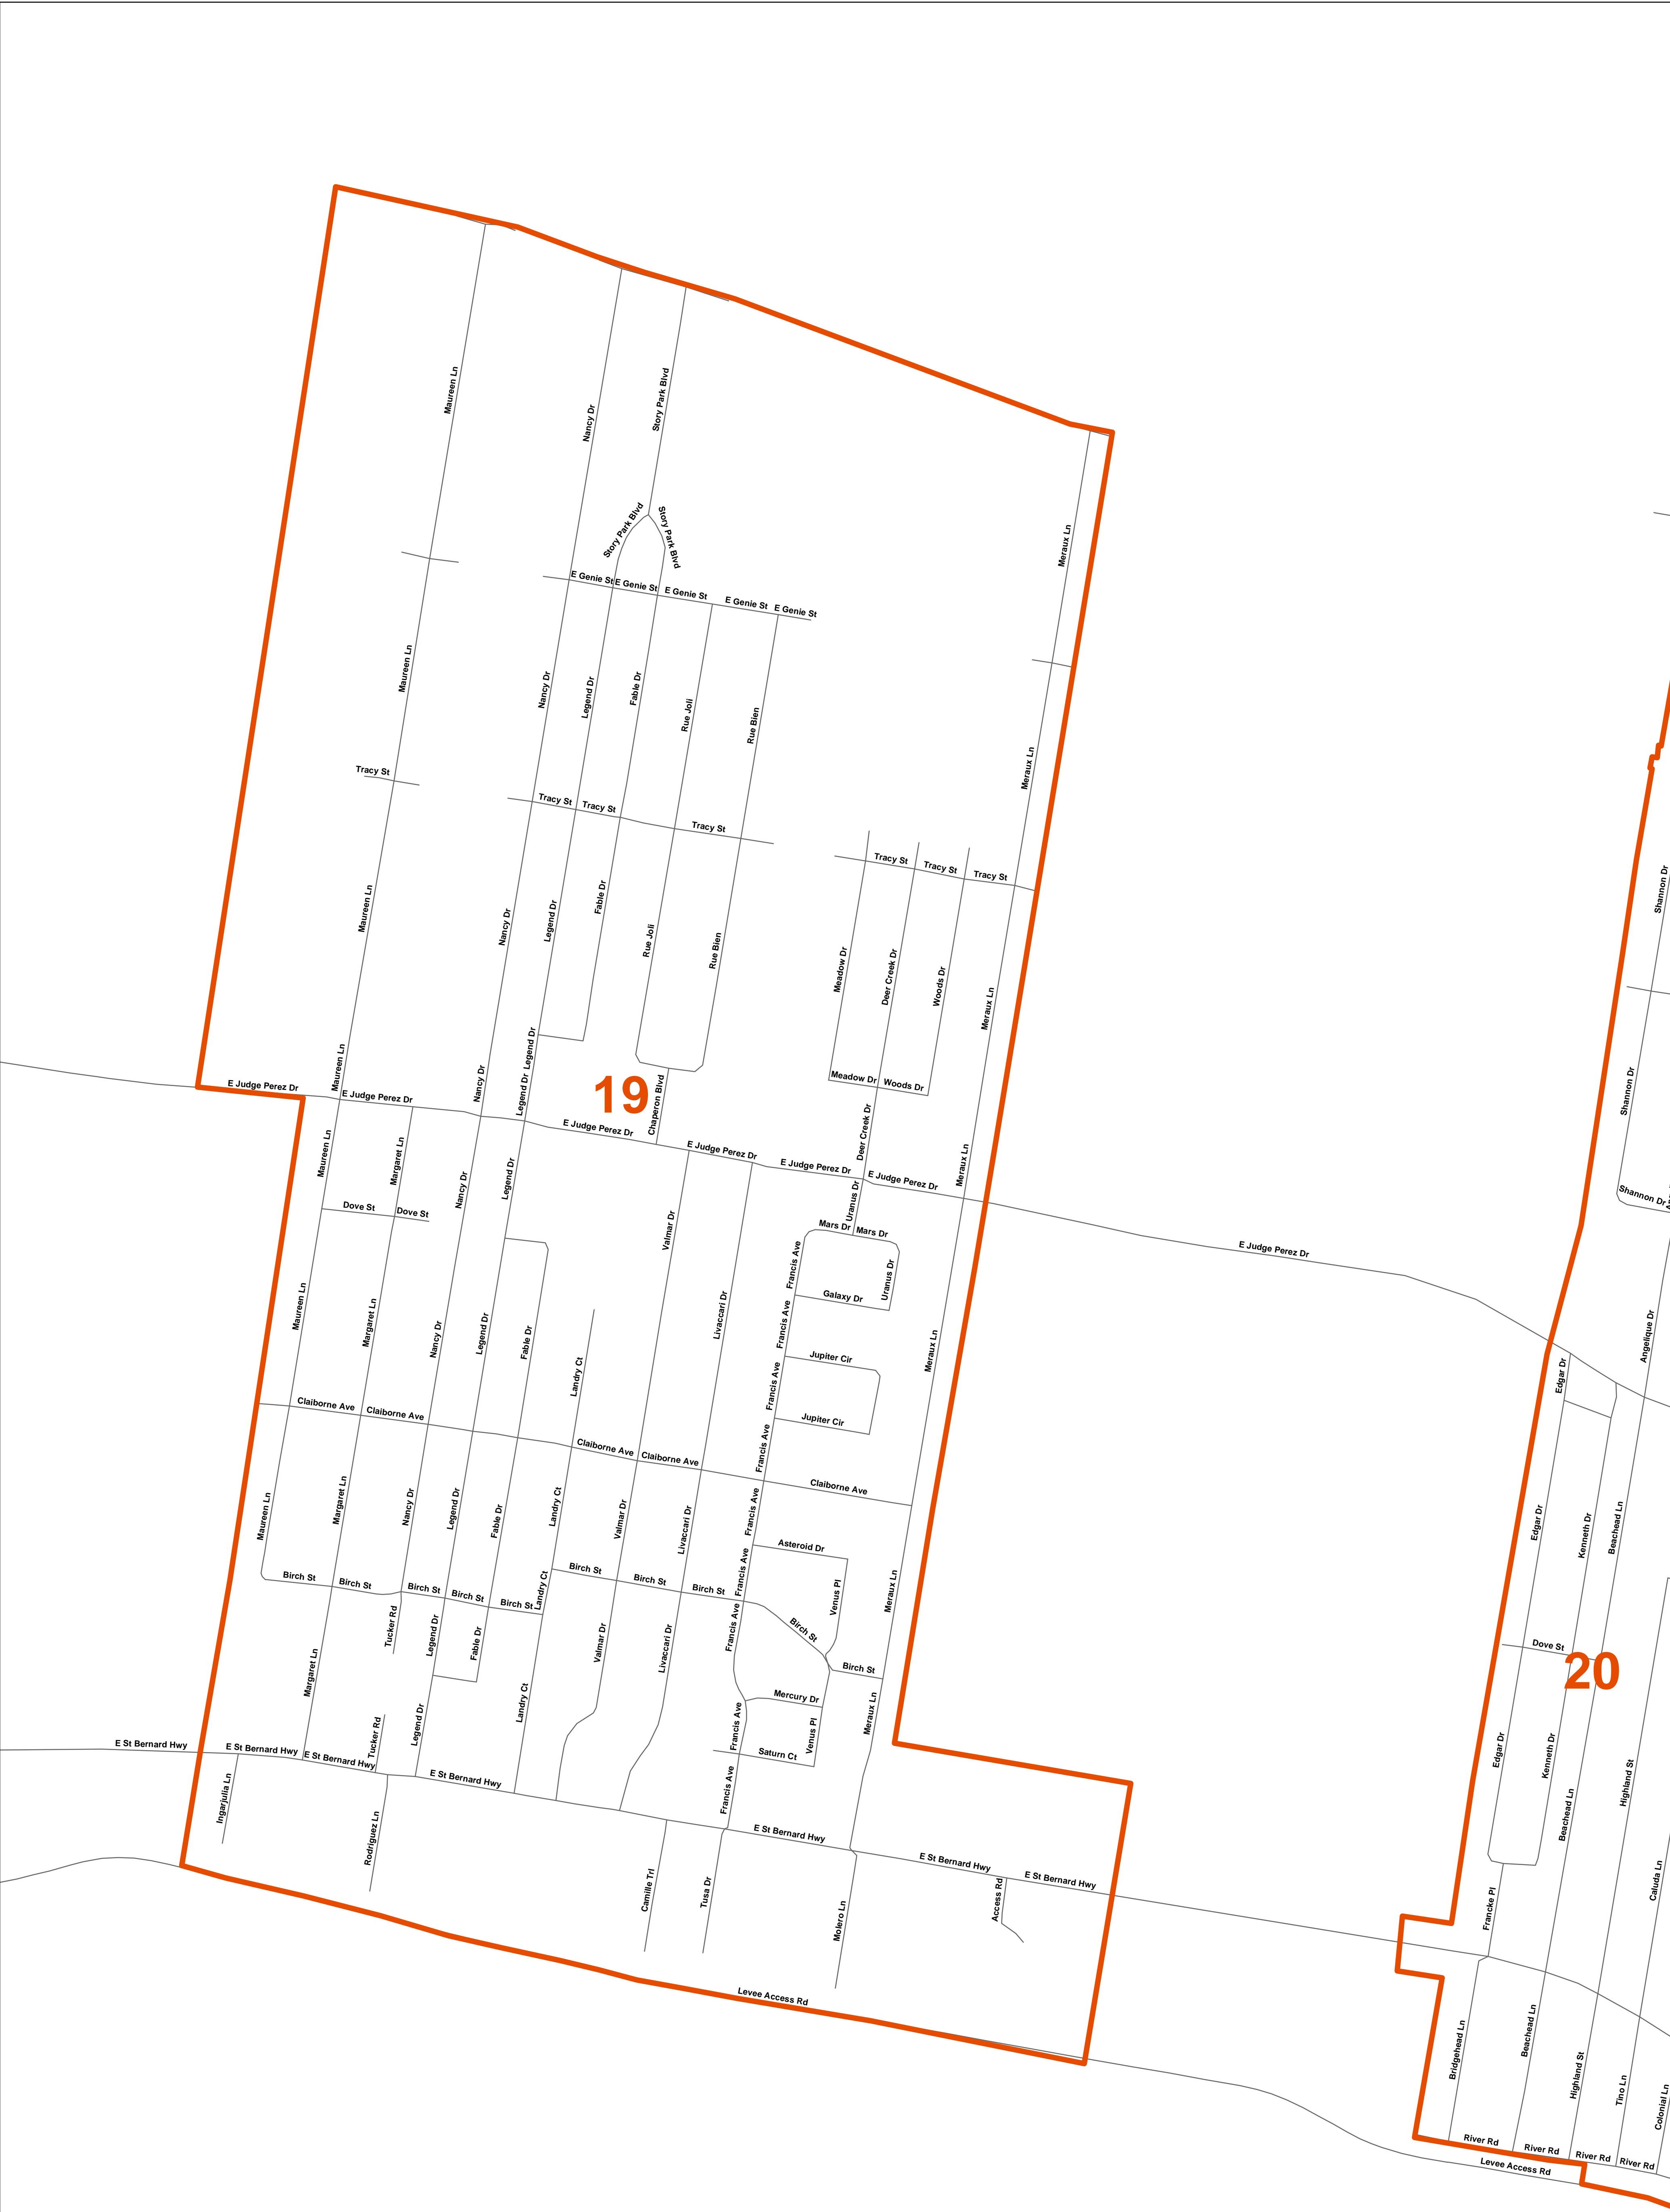 Maureen Ln
Nancy Dr
Story Park Blvd
Story Park Blvd
Story Park Blvd
Meraux Ln
E Genie St
E Genie St
E Genie St
E Genie St
E Genie St
Maureen Ln
Nancy Dr
Legend Dr
Fable Dr
Rue Joli
Rue Bien
Meraux Ln
Tracy St
Tracy St
Tracy St
Tracy St
Tracy St
Tracy St
Tracy St
Maureen Ln
Nancy Dr
Legend Dr
Fable Dr
Rue Joli
Rue Bien
Meadow Dr
Deer Creek Dr
Woods Dr
Meraux Ln
Shannon Dr
Maureen Ln
Nancy Dr
Legend Dr
Legend Dr
19
Chaperon Blvd
Meadow Dr
Woods Dr
Deer Creek Dr
Meraux Ln
Shannon Dr
Shannon Dr
E Judge Perez Dr
E Judge Perez Dr
E Judge Perez Dr
E Judge Perez Dr
E Judge Perez Dr
E Judge Perez Dr
E Judge Perez Dr
Maureen Ln
Margaret Ln
Nancy Dr
Legend Dr
Valmar Dr
Uranus Dr
Dove St
Dove St
Mars Dr
Mars Dr
Francis Ave
Uranus Dr
Galaxy Dr
Maureen Ln
Margaret Ln
Nancy Dr
Legend Dr
Fable Dr
Landry Ct
Livaccari Dr
Francis Ave
Jupiter Cir
Meraux Ln
Angelique Dr
Edgar Dr
Francis Ave
Jupiter Cir
Claiborne Ave
Claiborne Ave
Claiborne Ave
Claiborne Ave
Claiborne Ave
Francis Ave
Maureen Ln
Margaret Ln
Nancy Dr
Legend Dr
Fable Dr
Landry Ct
Valmar Dr
Livaccari Dr
Francis Ave
Asteroid Dr
Edgar Dr
Kenneth Dr
Beachead Ln
Birch St
Birch St
Birch St
Birch St
Birch St
Landry Ct
Birch St
Birch St
Birch St
Francis Ave
Venus Pl
Meraux Ln
Tucker Rd
Legend Dr
Fable Dr
Valmar Dr
Livaccari Dr
Francis Ave
Birch St
Birch St
Dove St
20
Margaret Ln
Landry Ct
Mercury Dr
Meraux Ln
Tucker Rd
Legend Dr
Francis Ave
Venus Pl
Saturn Ct
Edgar Dr
Kenneth Dr
Highland St
E St Bernard Hwy
E St Bernard Hwy
E St Bernard Hwy
E St Bernard Hwy
E St Bernard Hwy
E St Bernard Hwy
E St Bernard Hwy
Ingarjulia Ln
Rodriguez Ln
Francis Ave
Beachead Ln
Camille Trl
Tusa Dr
Molero Ln
Access Rd
Francke Pl
Caluda Ln
Levee Access Rd
Bridgehead Ln
Beachead Ln
Highland St
Tino Ln
Colonial Ln
River Rd
River Rd
River Rd
River Rd
Levee Access Rd